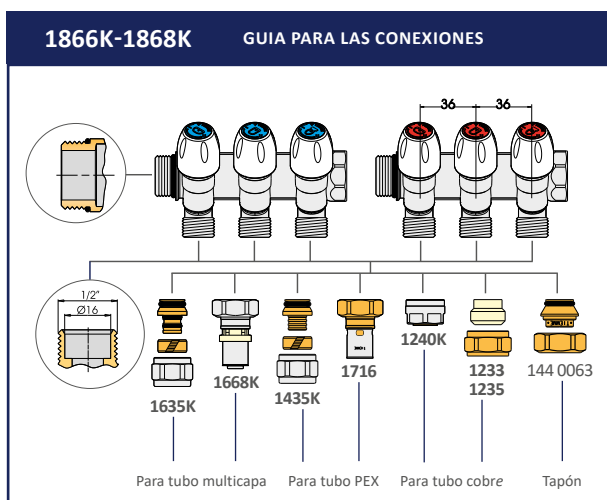 1866K-1868K GUIA PARA LAS CONEXIONES
36 36
1/2"
Ø16
1635K
1668K
1435K
1716
1240K
1233
1235
144 0063
Para tubo multicapa Para tubo PEX Para tubo cobre Tapón